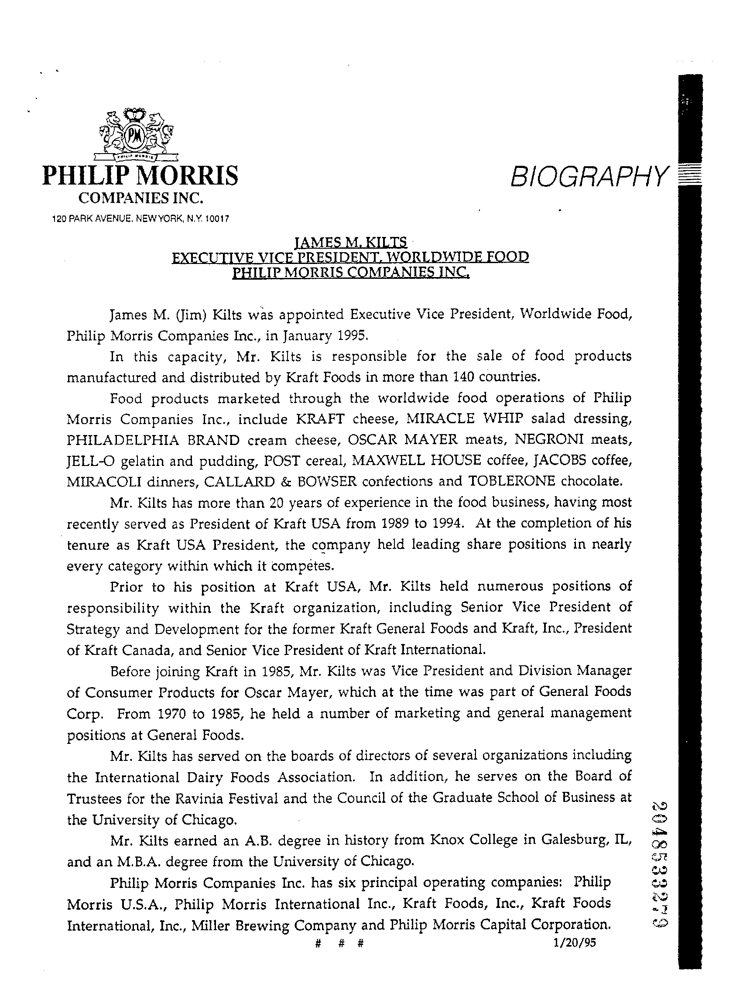 PM
PHILIP MORRIS
PHILIP MORRIS
COMPANIES INC.
120 PARK AVENUE, NEW YORK, N.Y. 10017
BIOGRAPHY
JAMES M. KILTS
EXECUTIVE VICE PRESIDENT, WORLDWIDE FOOD
PHILIP MORRIS COMPANIES INC.
James M. (Jim) Kilts was appointed Executive Vice President, Worldwide Food,
Philip Morris Companies Inc., in January 1995.
In this capacity, Mr. Kilts is responsible for the sale of food products
manufactured and distributed by Kraft Foods in more than 140 countries.
Food products marketed through the worldwide food operations of Philip
Morris Companies Inc., include KRAFT cheese, MIRACLE WHIP salad dressing,
PHILADELPHIA BRAND cream cheese, OSCAR MAYER meats, NEGRONI meats,
JELL-O gelatin and pudding, POST cereal, MAXWELL HOUSE coffee, JACOBS coffee,
MIRACOLI dinners, CALLARD & BOWSER confections and TOBLERONE chocolate.
Mr. Kilts has more than 20 years of experience in the food business, having most
recently served as President of Kraft USA from 1989 to 1994. At the completion of his
tenure as Kraft USA President, the company held leading share positions in nearly
every category within which it competes.
Prior to his position at Kraft USA, Mr. Kilts held numerous positions of
responsibility within the Kraft organization, including Senior Vice President of
Strategy and Development for the former Kraft General Foods and Kraft, Inc., President
of Kraft Canada, and Senior Vice President of Kraft International.
Before joining Kraft in 1985, Mr. Kilts was Vice President and Division Manager
of Consumer Products for Oscar Mayer, which at the time was part of General Foods
Corp. From 1970 to 1985, he held a number of marketing and general management
positions at General Foods.
Mr. Kilts has served on the boards of directors of several organizations including
the International Dairy Foods Association. In addition, he serves on the Board of
Trustees for the Ravinia Festival and the Council of the Graduate School of Business at
the University of Chicago.
Mr. Kilts earned an A.B. degree in history from Knox College in Galesburg, IL,
and an M.B.A. degree from the University of Chicago.
Philip Morris Companies Inc. has six principal operating companies: Philip
Morris U.S.A., Philip Morris International Inc., Kraft Foods, Inc., Kraft Foods
International, Inc., Miller Brewing Company and Philip Morris Capital Corporation.
# # #
1/20/95
2048533279